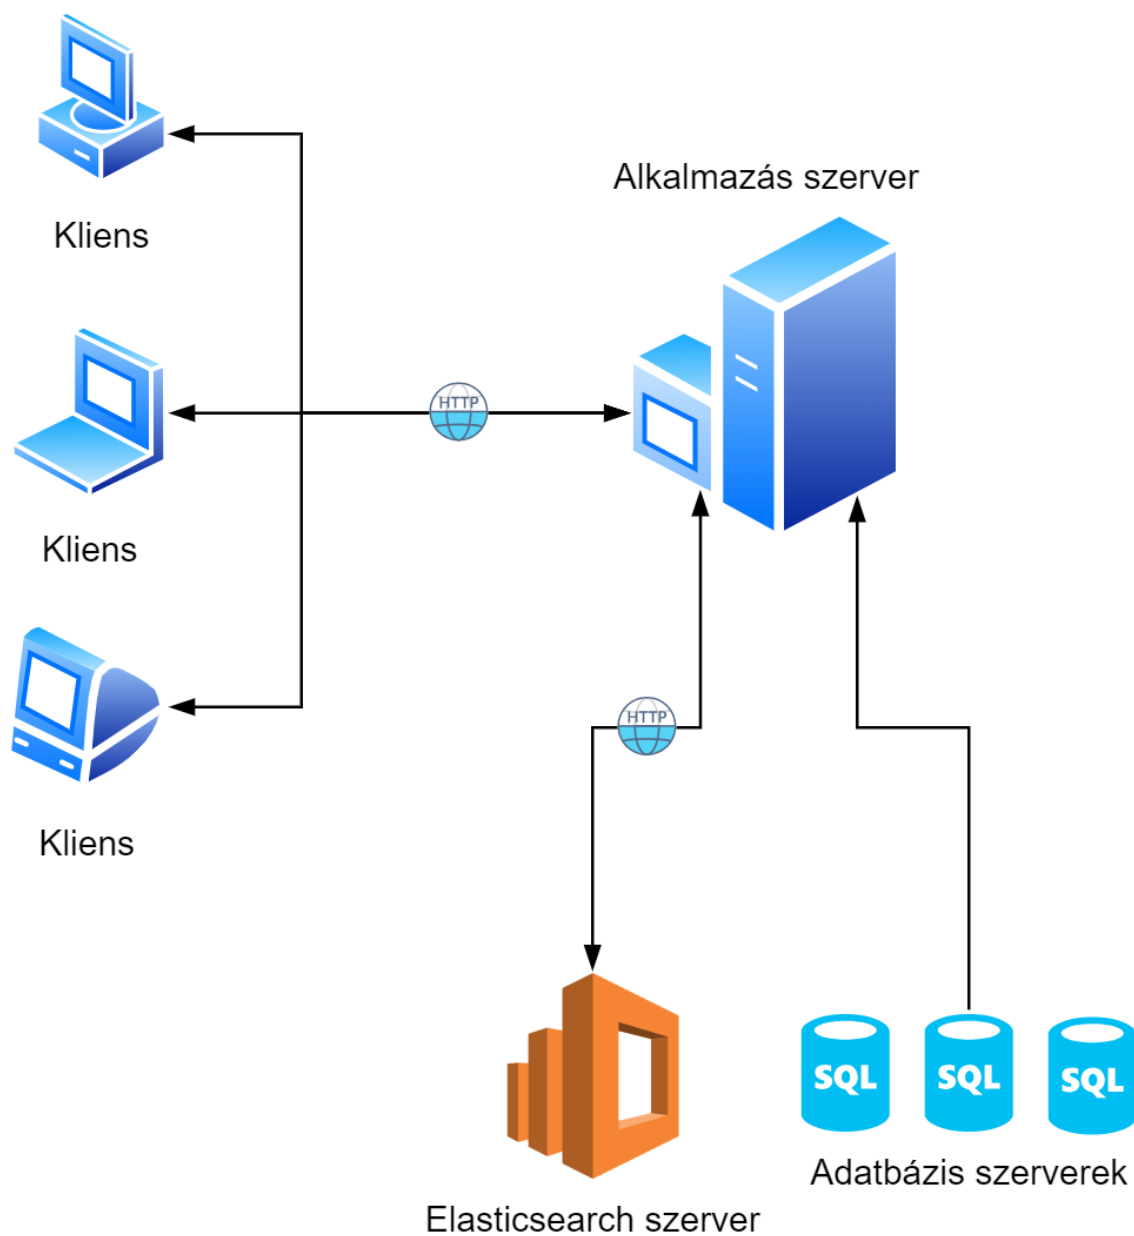 Kliens
Alkalmazás szerver
HTTP
Kliens
HTTP
Kliens
SQL
SQL
SQL
Adatbázis szerverek
Elasticsearch szerver